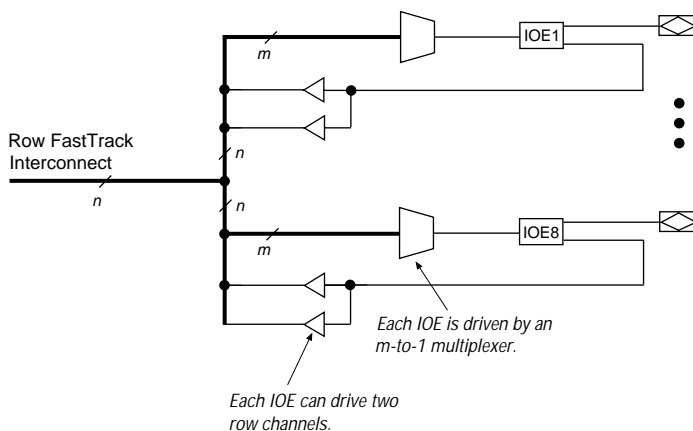 m
IOE1
Row FastTrack
Interconnect
n
n
n
m
IOE8
Each IOE is driven by an
m-to-1 multiplexer.
Each IOE can drive two
row channels.